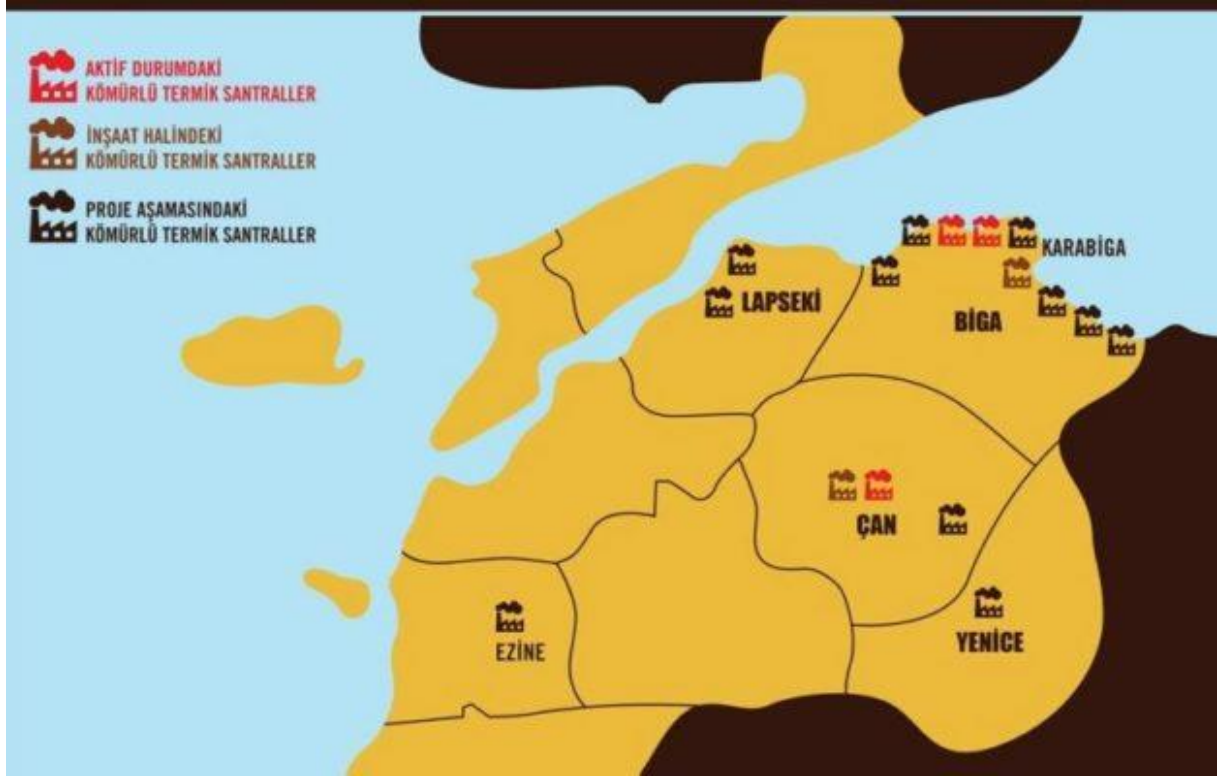 AKTİF DURUMDAKİ
KÖMÜRLÜ TERMİK SANTRALLER
İNŞAAT HALİNDEKİ
KÖMÜRLÜ TERMİK SANTRALLER
PROJE AŞAMASINDAKİ
KÖMÜRLÜ TERMİK SANTRALLER
KARABİGA
LAPSEKİ
BİGA
ÇAN
EZİNE
YENİCE